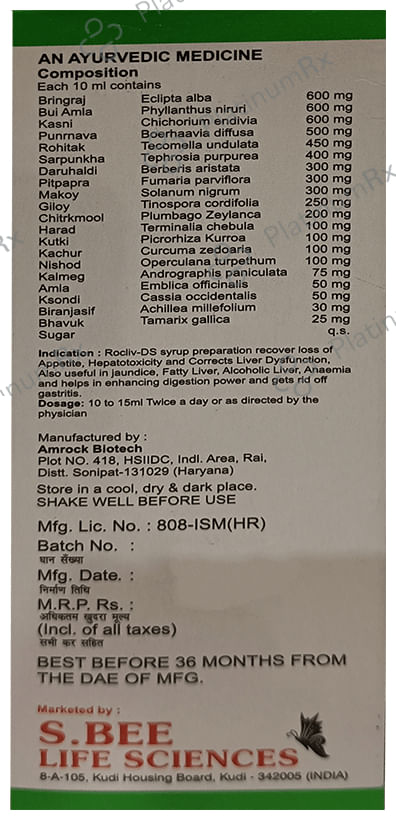 AN AYURVEDIC MEDICINE
Composition
Each 10 ml contains
Bringraj Eclipta alba 600 mg
Bui Amla Phyllanthus niruri 600 mg
Kasni Chichorium endivia 600 mg
Punrnava Boerhaavia diffusa 500 mg
Rohitak Tecomella undulata 450 mg
Sarpunkha Tephrosia purpurea 400 mg
Daruhaldi Berberis aristata 300 mg
Pitpapra Fumaria parviflora 300 mg
Makoy Solanum nigrum 300 mg
Giloy Tinospora cordifolia 250 mg
Chitrkmool Plumbago Zeylanca 200 mg
Harad Terminalia chebula 100 mg
Kutki Picrorhiza Kurroa 100 mg
Kachur Curcuma zedoaria 100 mg
Nishod Operculana turpethum 100 mg
Kalmeg Andrographis paniculata 75 mg
Amla Emblica officinalis 50 mg
Ksondi Cassia occidentalis 50 mg
Biranjasif Achillea millefolium 30 mg
Bhavuk Tamarix gallica 25 mg
Sugar q.s.
Indication : Rocliv-DS syrup preparation recover loss of
Appetite, Hepatotoxicity and Corrects Liver Dysfunction,
Also useful in jaundice, Fatty Liver, Alcoholic Liver, Anaemia
and helps in enhancing digestion power and gets rid off
gastritis.
Dosage: 10 to 15ml Twice a day or as directed by the
physician
Manufactured by :
Amrock Biotech
Plot NO. 418, HSIIDC, Indl. Area, Rai,
Distt. Sonipat-131029 (Haryana)
Store in a cool, dry & dark place.
SHAKE WELL BEFORE USE
Mfg. Lic. No. : 808-ISM(HR)
Batch No. :
घान सँख्या
Mfg. Date. :
निर्माण तिथि
M.R.P. Rs. :
अधिकतम खुदरा मूल्य
(Incl. of all taxes)
सभी कर सहित
BEST BEFORE 36 MONTHS FROM
THE DAE OF MFG.
Marketed by :
S.BEE
LIFE SCIENCES
8-A-105, Kudi Housing Board, Kudi - 342005 (INDIA)
PlatinumRx